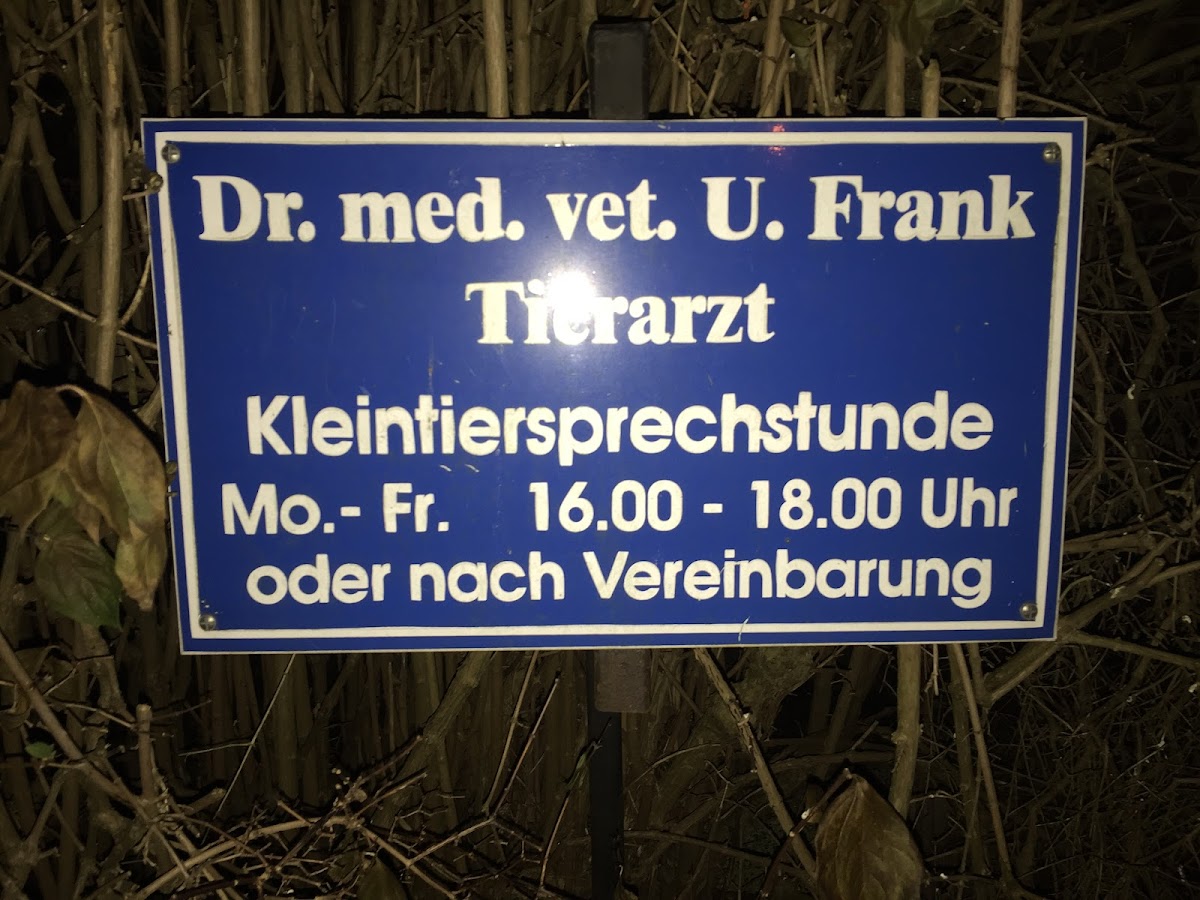 Dr. med. vet. U. Frank
Tierarzt
Kleintiersprechstunde
Mo.- Fr. 16.00 - 18.00 Uhr
oder nach Vereinbarung